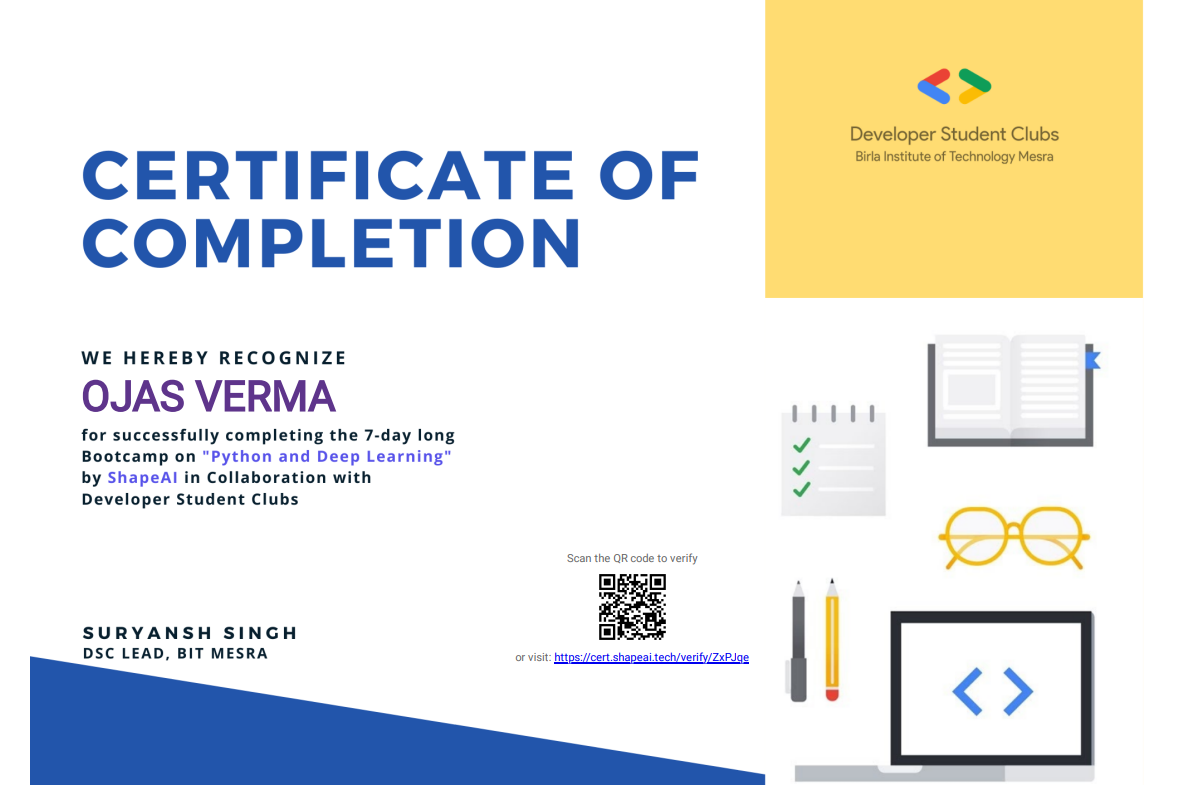 Developer Student Clubs
Birla Institute of Technology Mesra
CERTIFICATE OF
COMPLETION
WE HEREBY RECOGNIZE
OJAS VERMA
for successfully completing the 7-day long
Bootcamp on "Python and Deep Learning"
by ShapeAI in Collaboration with
Developer Student Clubs
Scan the QR code to verify
or visit: https://cert.shapeai.tech/verify/ZxPJqe
SURYANSH SINGH
DSC LEAD, BIT MESRA